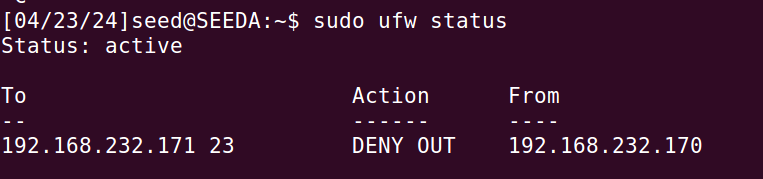 [04/23/24]seed@SEEDA:~$ sudo ufw status
Status: active
To Action From
-- ------ ----
192.168.232.171 23 DENY OUT 192.168.232.170